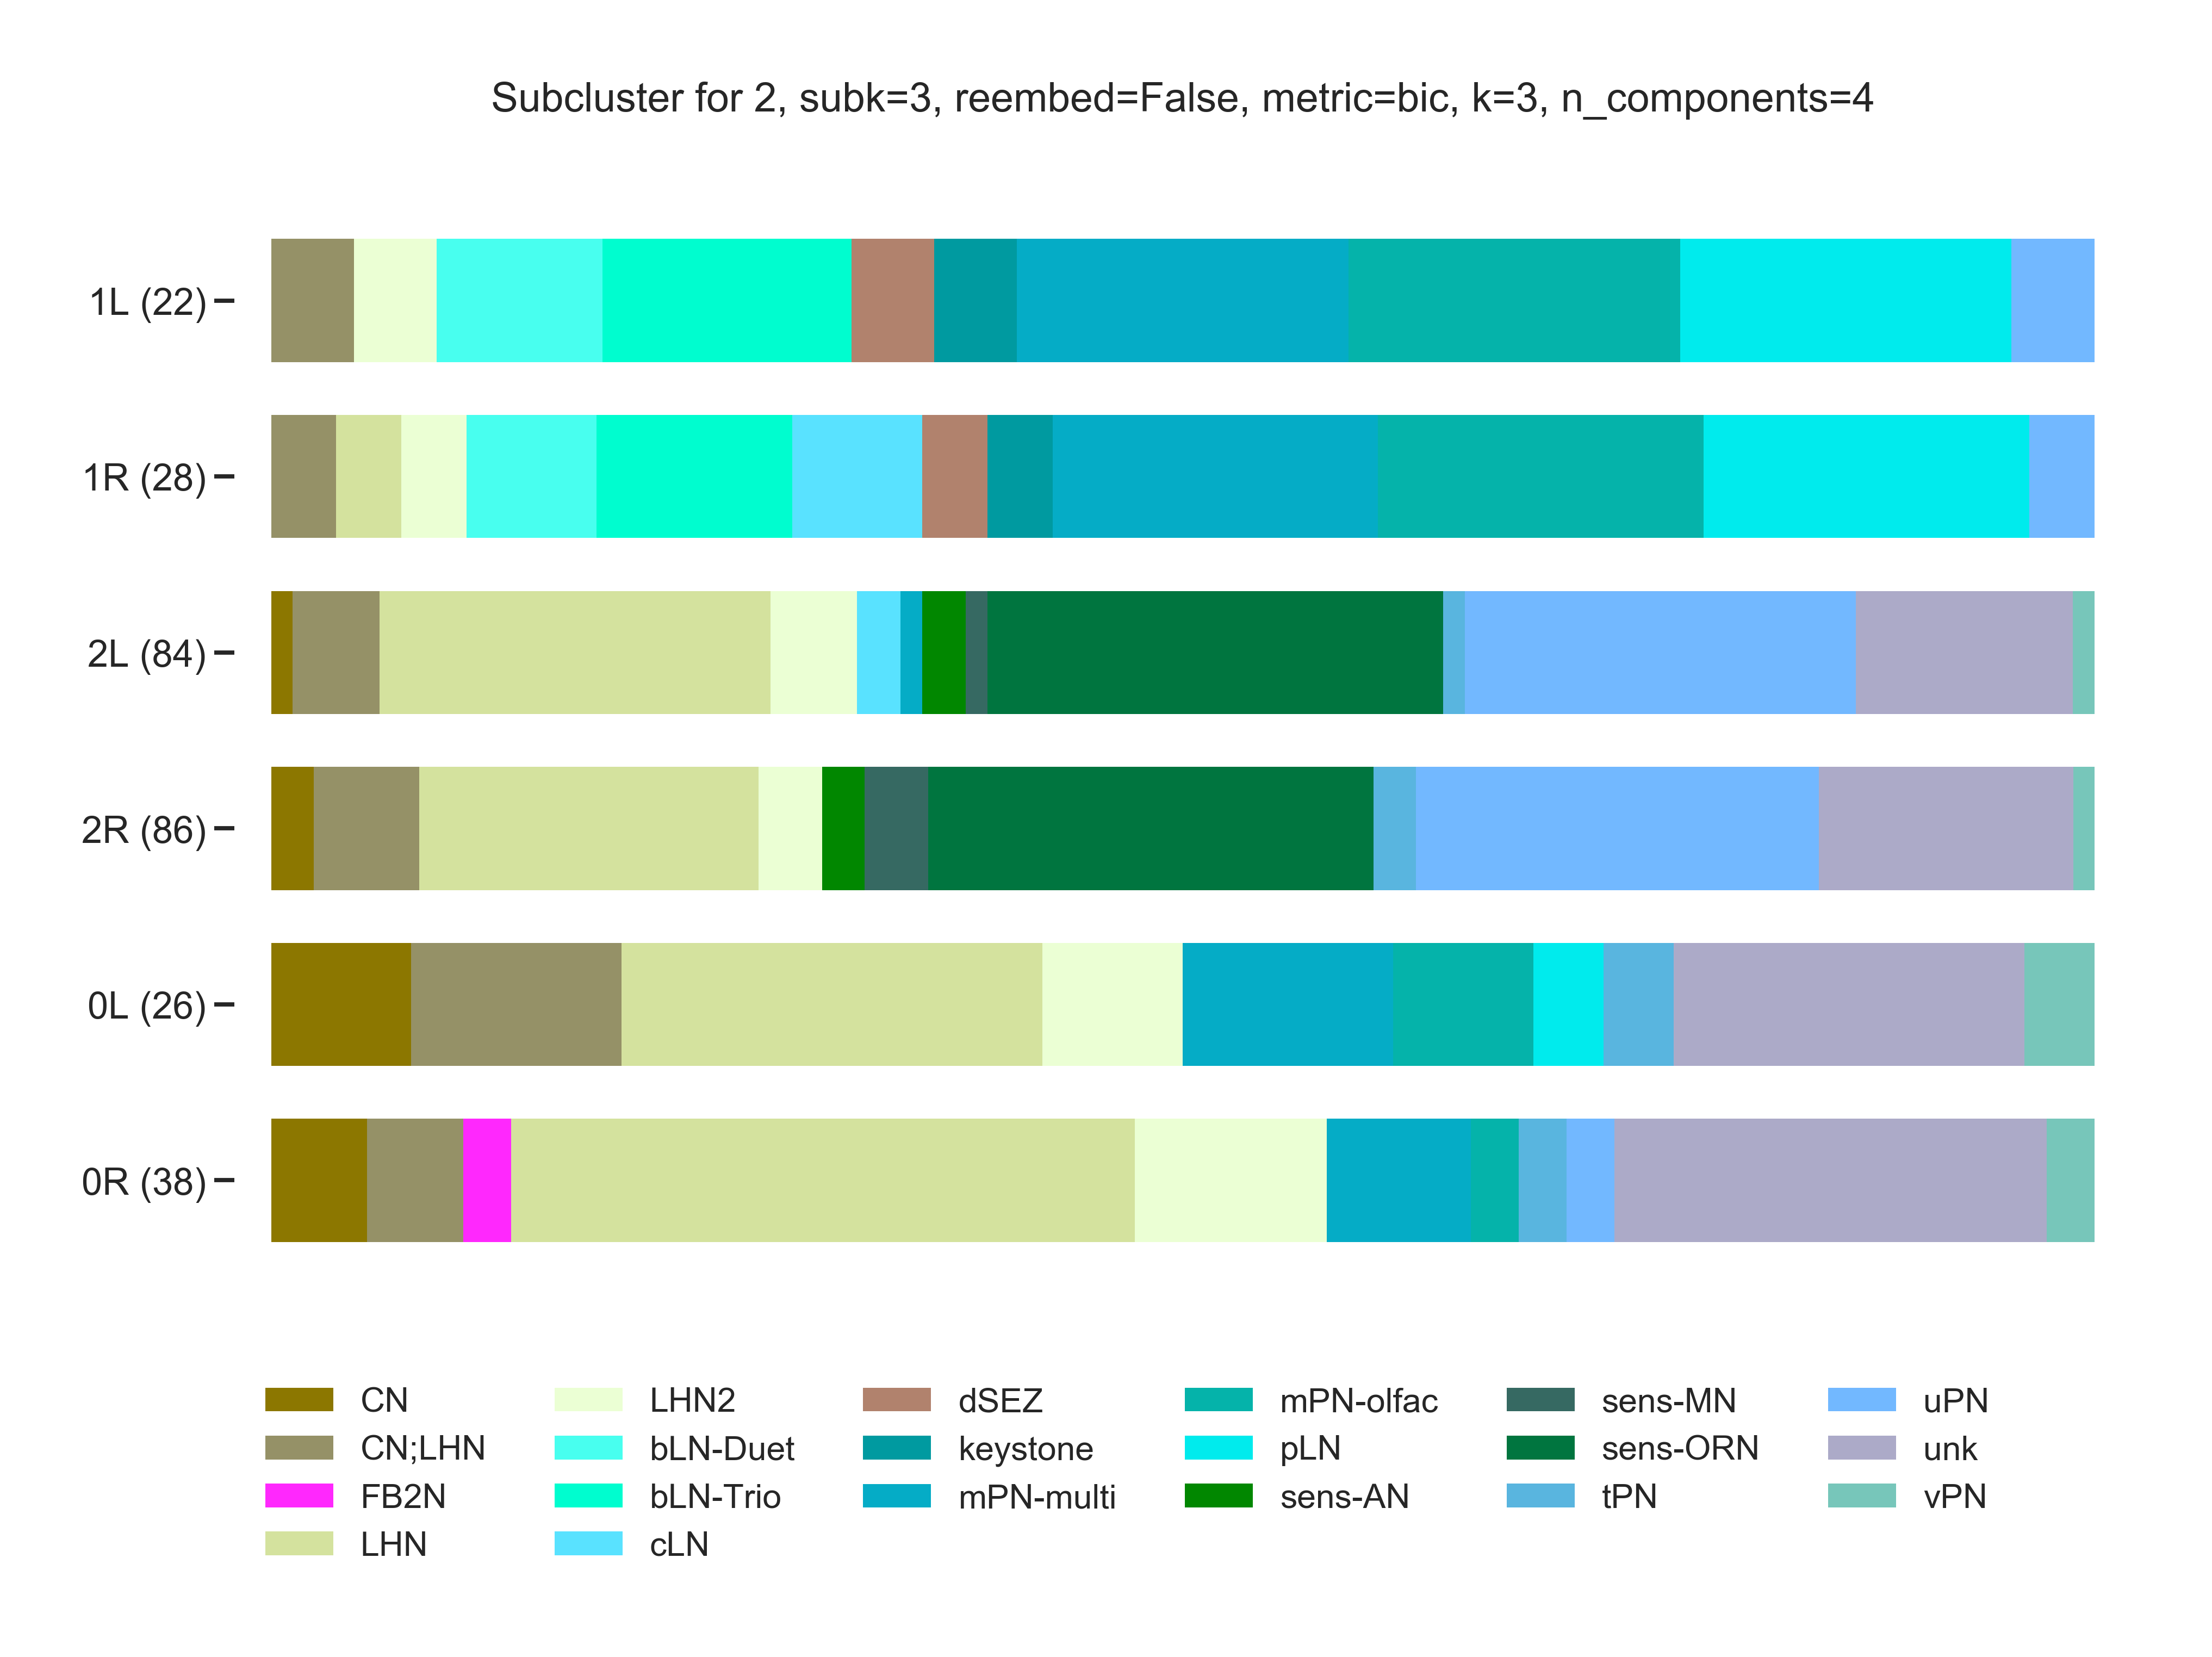 Subcluster for 2, subk=3, reembed=False, metric=bic, k=3, n_components=4
1L (22)
1R (28)
2L (84)
2R (86)
0L (26)
0R (38)
CN LHN2 dSEZ mPN-olfac sens-MN uPN
CN;LHN bLN-Duet keystone pLN sens-ORN unk
FB2N bLN-Trio mPN-multi sens-AN tPN vPN
LHN cLN